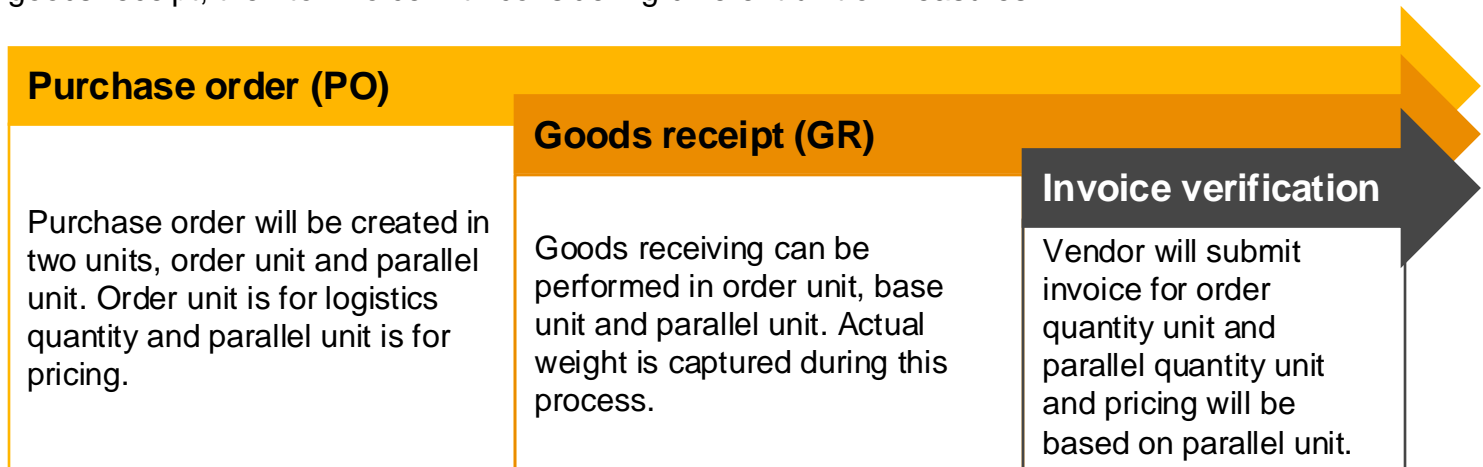 Purchase order (PO)
Purchase order will be created in
two units, order unit and parallel
unit. Order unit is for logistics
quantity and parallel unit is for
pricing.
Goods receipt (GR)
Goods receiving can be
performed in order unit, base
unit and parallel unit. Actual
weight is captured during this
process.
Invoice verification
Vendor will submit
invoice for order
quantity unit and
parallel quantity unit
and pricing will be
based on parallel unit.